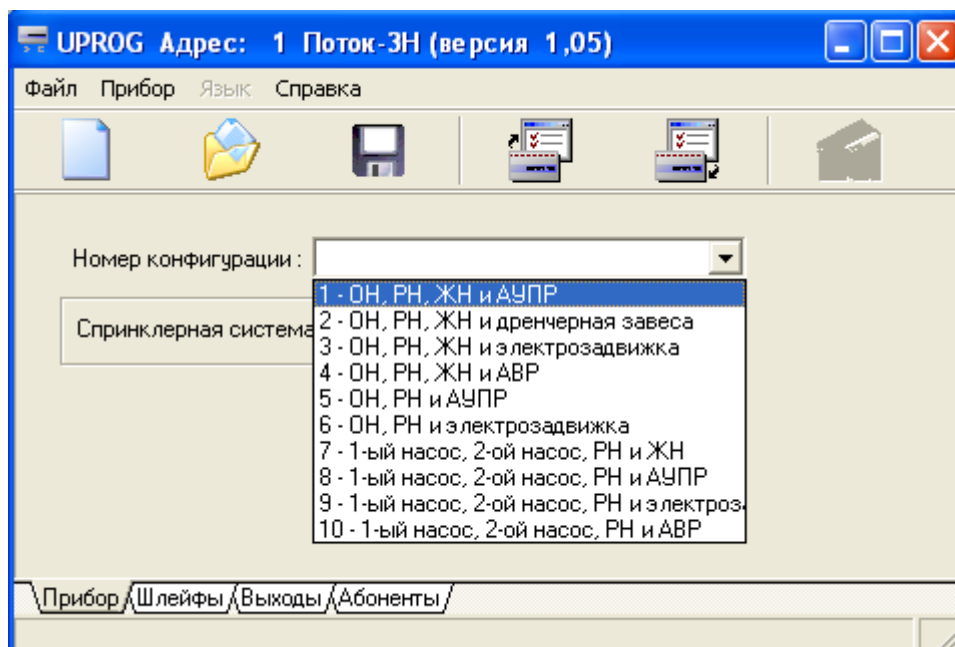 UPROG Адрес: 1 Поток-3Н (версия 1,05)
Файл Прибор Язык Справка
Номер конфигурации :
1 - ОН, РН, ЖН и АУПР
Спринклерная система
2 - ОН, РН, ЖН и дренчерная завеса
3 - ОН, РН, ЖН и электрозадвижка
4 - ОН, РН, ЖН и АВР
5 - ОН, РН и АУПР
6 - ОН, РН и электрозадвижка
7 - 1-ый насос, 2-ой насос, РН и ЖН
8 - 1-ый насос, 2-ой насос, РН и АУПР
9 - 1-ый насос, 2-ой насос, РН и электроз
10 - 1-ый насос, 2-ой насос, РН и АВР
Прибор Шлейфы Выходы Абоненты